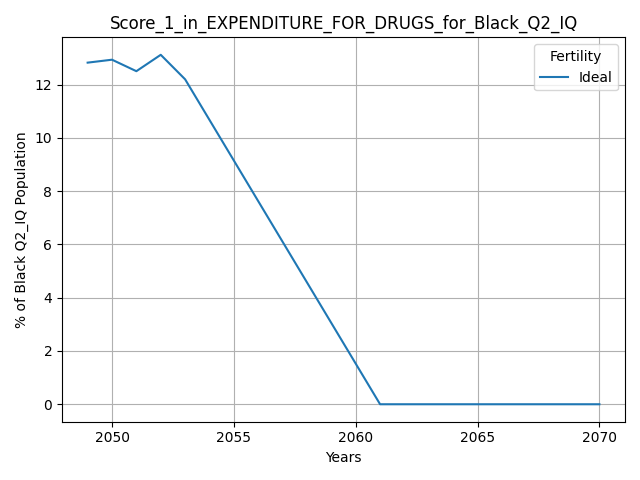 Score_1_in_EXPENDITURE_FOR_DRUGS_for_Black_Q2_IQ
Fertility
Ideal
% of Black Q2_IQ Population
12
10
8
6
4
2
0
2050 2055 2060 2065 2070
Years